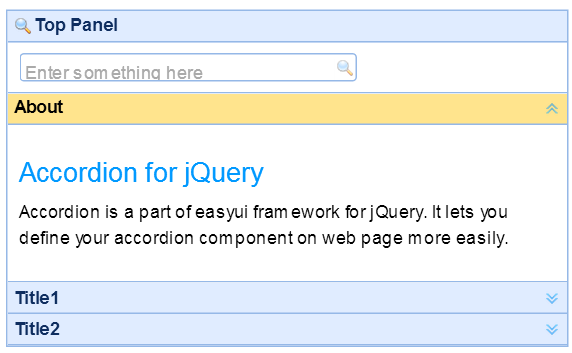 Top Panel
Enter something here
About
Accordion for jQuery
Accordion is a part of easyui framework for jQuery. It lets you
define your accordion component on web page more easily.
Title1
Title2